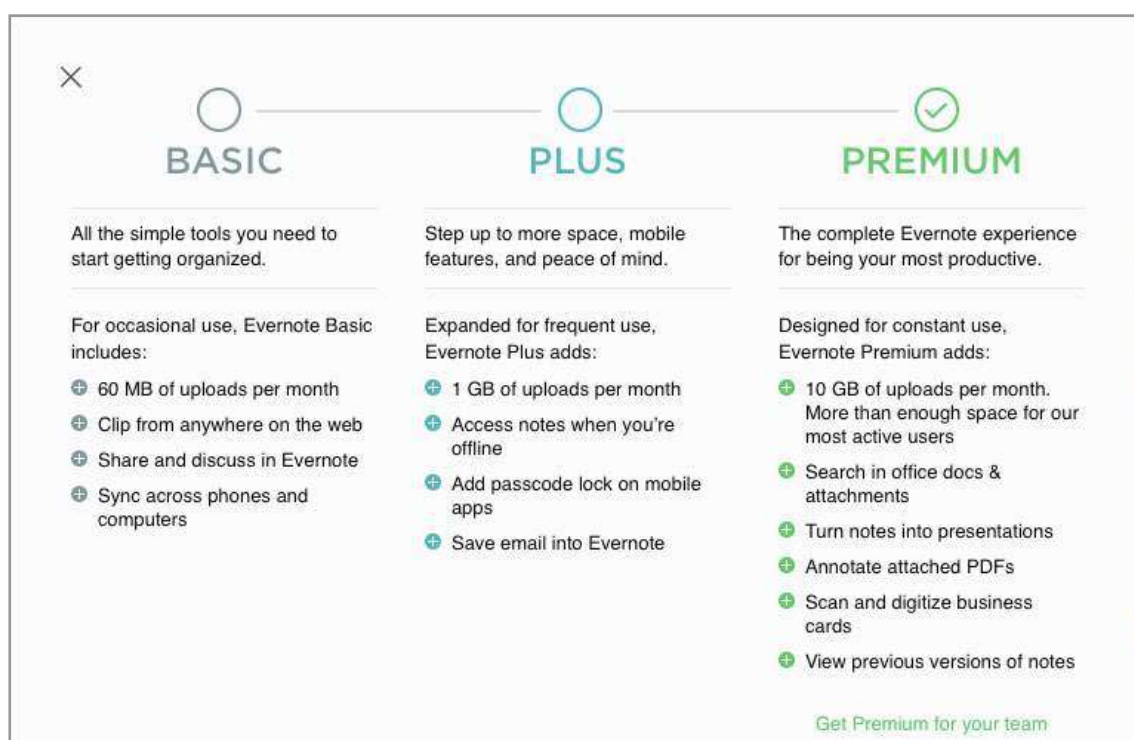 BASIC
All the simple tools you need to
start getting organized.
For occasional use, Evernote Basic
includes:
60 MB of uploads per month
Clip from anywhere on the web
Share and discuss in Evernote
Sync across phones and
computers
PLUS
Step up to more space, mobile
features, and peace of mind.
Expanded for frequent use,
Evernote Plus adds:
1 GB of uploads per month
Access notes when you're
offline
Add passcode lock on mobile
apps
Save email into Evernote
PREMIUM
The complete Evernote experience
for being your most productive.
Designed for constant use,
Evernote Premium adds:
10 GB of uploads per month.
More than enough space for our
most active users
Search in office docs &
attachments
Turn notes into presentations
Annotate attached PDFs
Scan and digitize business
cards
View previous versions of notes
Get Premium for your team